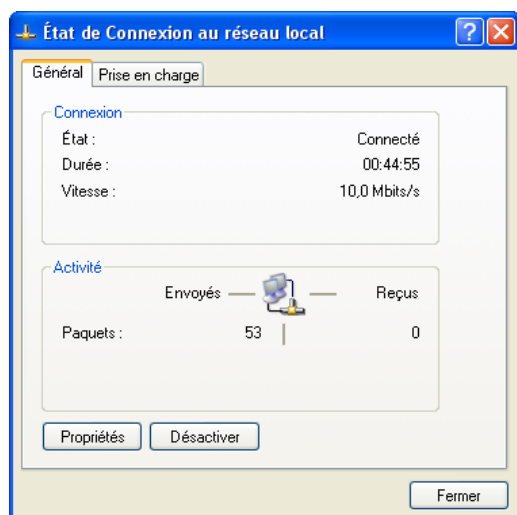 État de Connexion au réseau local
Général Prise en charge
Connexion
État : Connecté
Durée : 00:44:55
Vitesse : 10,0 Mbits/s
Activité
Envoyés Reçus
Paquets : 53 0
Propriétés Désactiver
Fermer